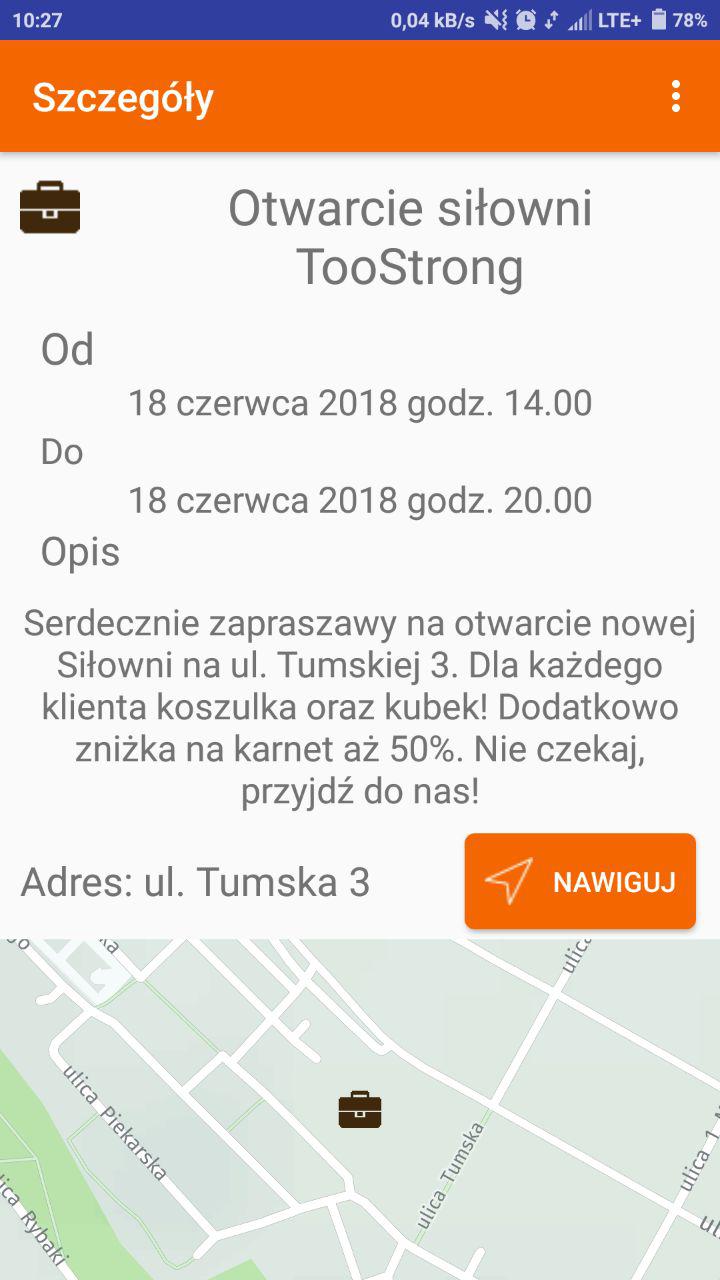 10:27 0,04 kB/s LTE+ 78%
Szczegóły
Otwarcie siłowni
TooStrong
Od
18 czerwca 2018 godz. 14.00
Do
18 czerwca 2018 godz. 20.00
Opis
Serdecznie zapraszawy na otwarcie nowej
Siłowni na ul. Tumskiej 3. Dla każdego
klienta koszulka oraz kubek! Dodatkowo
zniżka na karnet aż 50%. Nie czekaj,
przyjdź do nas!
Adres: ul. Tumska 3
NAWIGUJ
ulica
ulica Piekarska
ulica Tumska
ulica 1
Rybaki